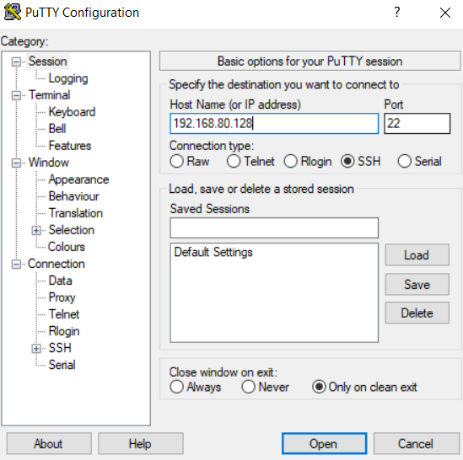 PuTTY Configuration
? ×
Category:
Session
Logging
Terminal
Keyboard
Bell
Features
Window
Appearance
Behaviour
Translation
Selection
Colours
Connection
Data
Proxy
Telnet
Rlogin
SSH
Serial
Basic options for your PuTTY session
Specify the destination you want to connect to
Host Name (or IP address) Port
192.168.80.128 22
Connection type:
Raw Telnet Rlogin SSH Serial
Load, save or delete a stored session
Saved Sessions
Default Settings
Load
Save
Delete
Close window on exit:
Always Never Only on clean exit
About Help Open Cancel